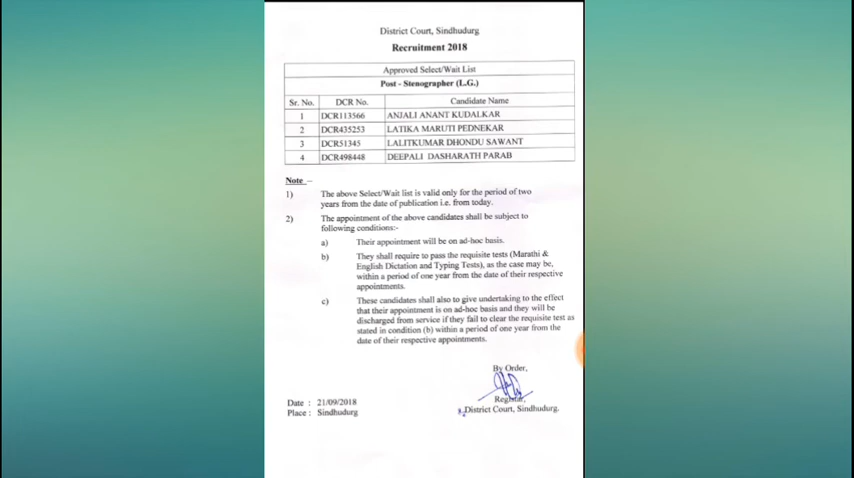 District Court, Sindhudurg
Recruitment 2018
Approved Select/Wait List
Post - Stenographer (L.G.)
Sr. No. DCR No. Candidate Name
1 DCR113566 ANJALI ANANT KUDALKAR
2 DCR435253 LATIKA MARUTI PEDNEKAR
3 DCR51345 LALITKUMAR DHONDU SAWANT
4 DCR498448 DEEPALI DASHARATH PARAB
Note –
1) The above Select/Wait list is valid only for the period of two
years from the date of publication i.e. from today.
2) The appointment of the above candidates shall be subject to
following conditions:-
a) Their appointment will be on ad-hoc basis.
b) They shall require to pass the requisite tests (Marathi &
English Dictation and Typing Tests), as the case may be,
within a period of one year from the date of their respective
appointments.
c) These candidates shall also to give undertaking to the effect
that their appointment is on ad-hoc basis and they will be
discharged from service if they fail to clear the requisite test as
stated in condition (b) within a period of one year from the
date of their respective appointments.
By Order,
Registrar,
District Court, Sindhudurg.
Date : 21/09/2018
Place : Sindhudurg